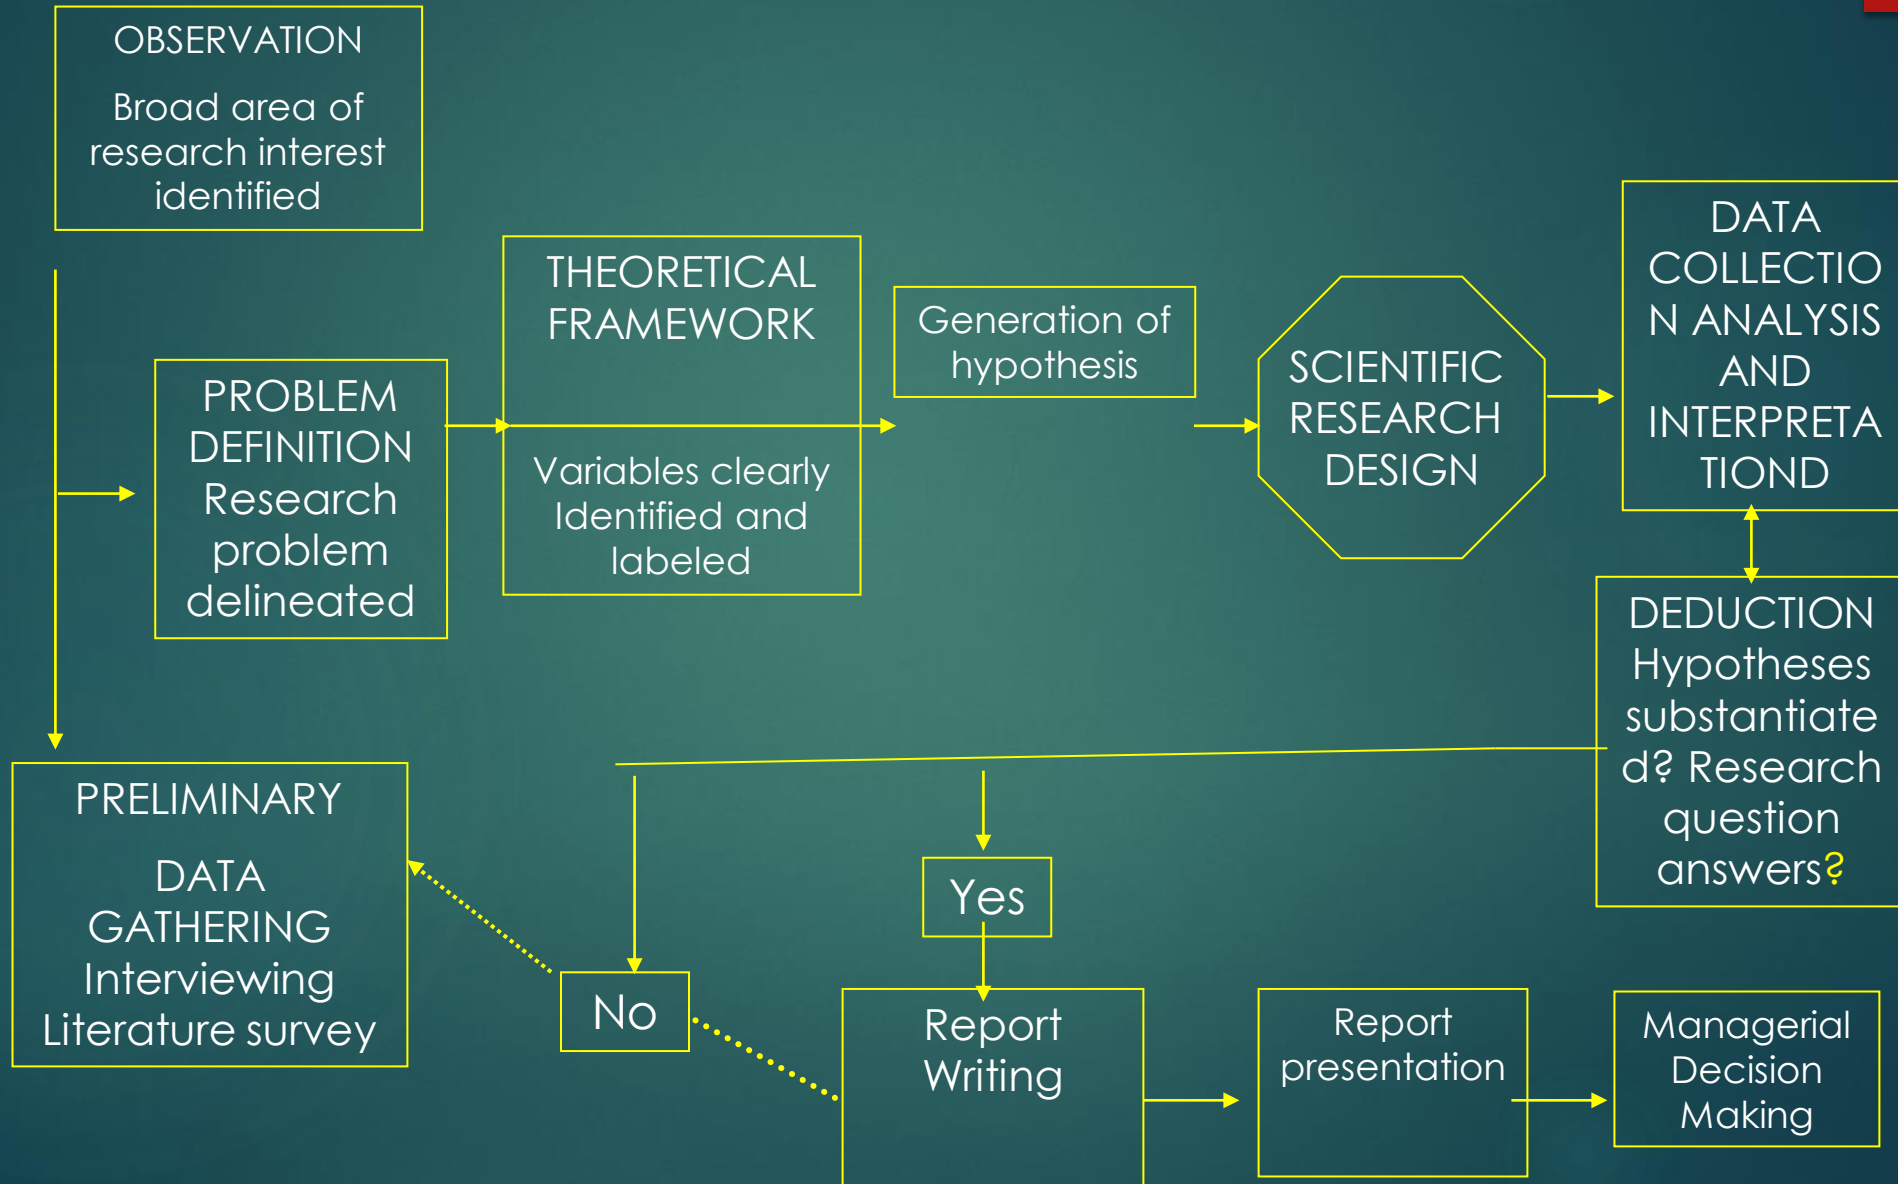 OBSERVATION
Broad area of
research interest
identified
THEORETICAL
FRAMEWORK
Variables clearly
Identified and
labeled
Generation of
hypothesis
SCIENTIFIC
RESEARCH
DESIGN
DATA
COLLECTIO
N ANALYSIS
AND
INTERPRETA
TIOND
PROBLEM
DEFINITION
Research
problem
delineated
DEDUCTION
Hypotheses
substantiate
d? Research
question
answers?
PRELIMINARY
DATA
GATHERING
Interviewing
Literature survey
Yes
No
Report
Writing
Report
presentation
Managerial
Decision
Making